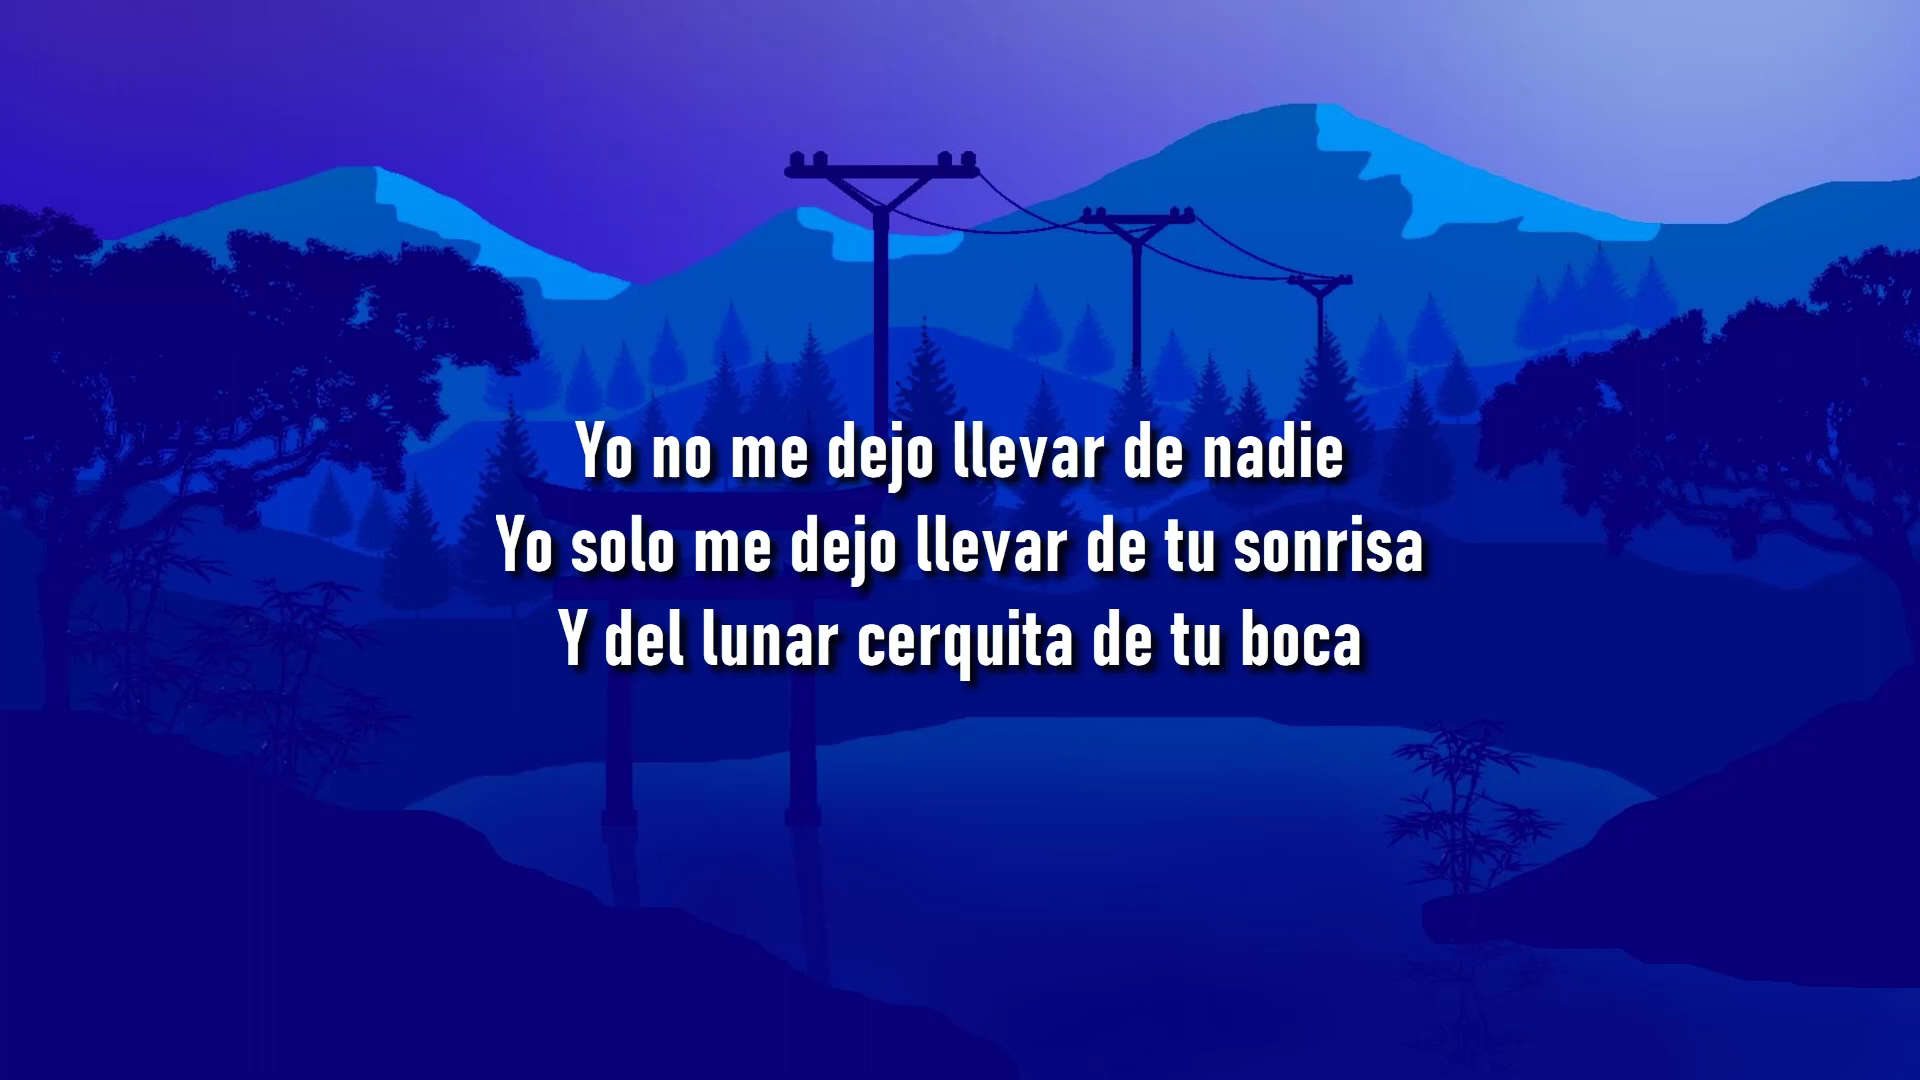 Yo no me dejo llevar de nadie
Yo solo me dejo llevar de tu sonrisa
Y del lunar cerquita de tu boca